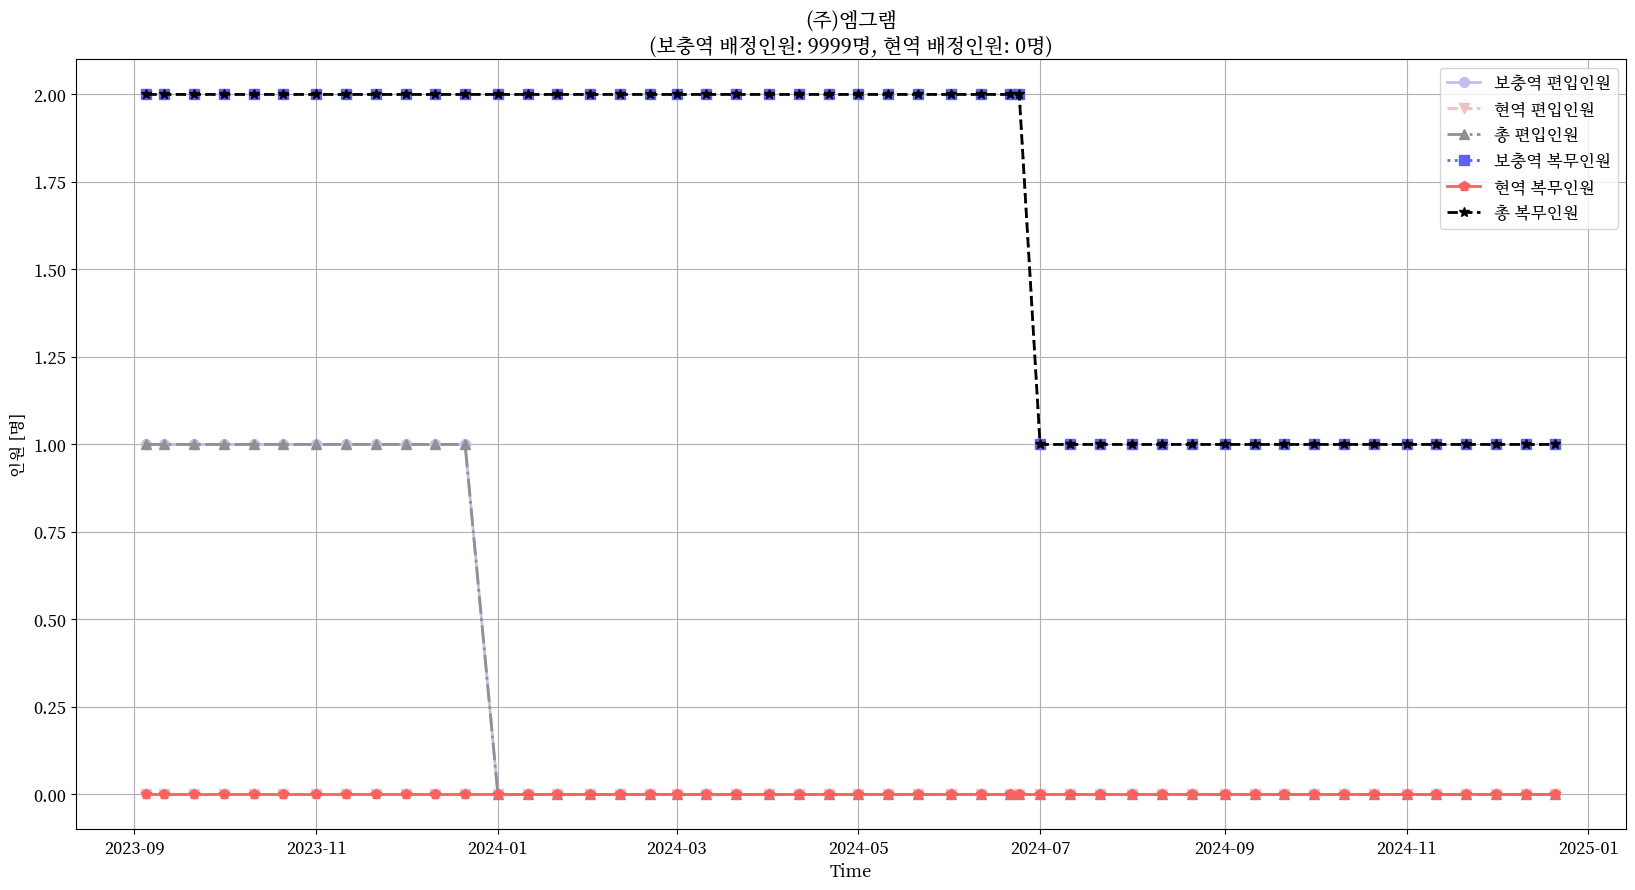 (주)엠그램
(보충역 배정인원: 9999명, 현역 배정인원: 0명)
보충역 편입인원
현역 편입인원
총 편입인원
보충역 복무인원
현역 복무인원
총 복무인원
2.00
1.75
1.50
1.25
1.00
0.75
0.50
0.25
0.00
인원 [명]
2023-09 2023-11 2024-01 2024-03 2024-05 2024-07 2024-09 2024-11 2025-01
Time